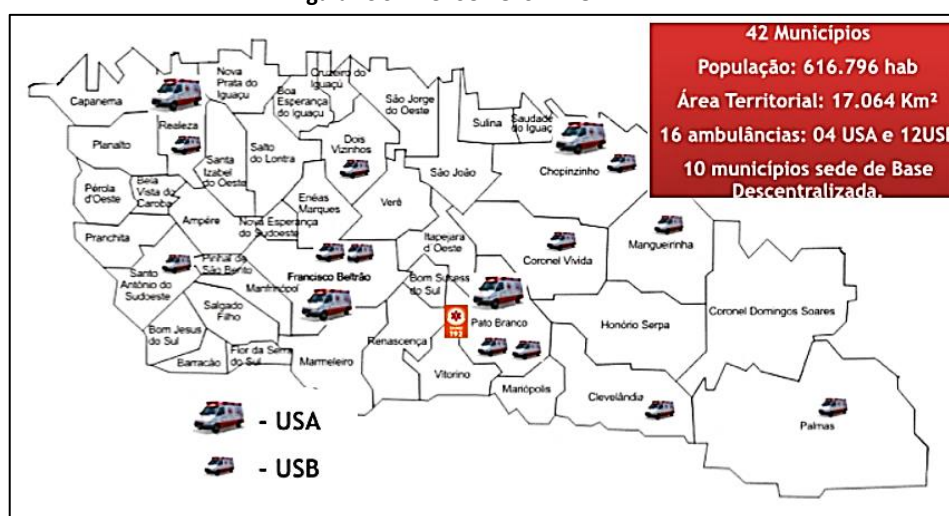 42 Municípios
População: 616.796 hab
Área Territorial: 17.064 Km²
16 ambulâncias: 04 USA e 12US
10 municípios sede de Base
Descentralizada.
Capanema
Nova
Prata do
Iguaçu
Cruzeiro do
Iguaçu
Boa
Esperança
do Iguaçu
São Jorge
do Oeste
Sulina
Saudade
do Iguaç
Realeza
Planalto
Santa
Izabel
do Oeste
Salto
do Lontra
Dois
Vizinhos
Chopinzinho
São João
Pérola
d'Oeste
Bela
Vista do
Caroba
Enéas
Marques
Verê
Ampére
Nova Esperança
do Sudoeste
Pranchita
Itapejara
d Oeste
Coronel Vivida
Mangueirinha
Santo
Antônio do
Sudoeste
Pinhal de
São Bento
Manfrinópol
Francisco Beltrão
Bom Sucess
do Sul
Salgado
Filho
Pato Branco
192
Honório Serpa
Coronel Domingos Soares
Bom Jesus
do Sul
Barracão
Flor da Serra
do Sul
Marmeleiro
Renascença
Vitorino
Mariópolis
Clevelândia
Palmas
- USA
- USB